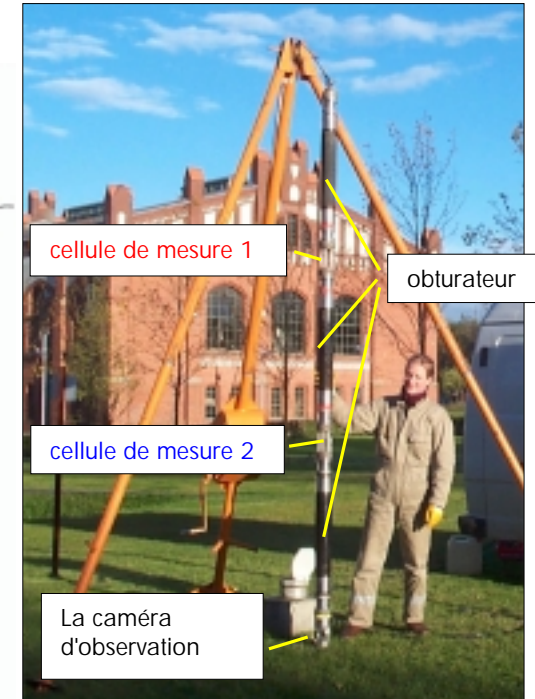 cellule de mesure 1
obturateur
cellule de mesure 2
La caméra
d'observation